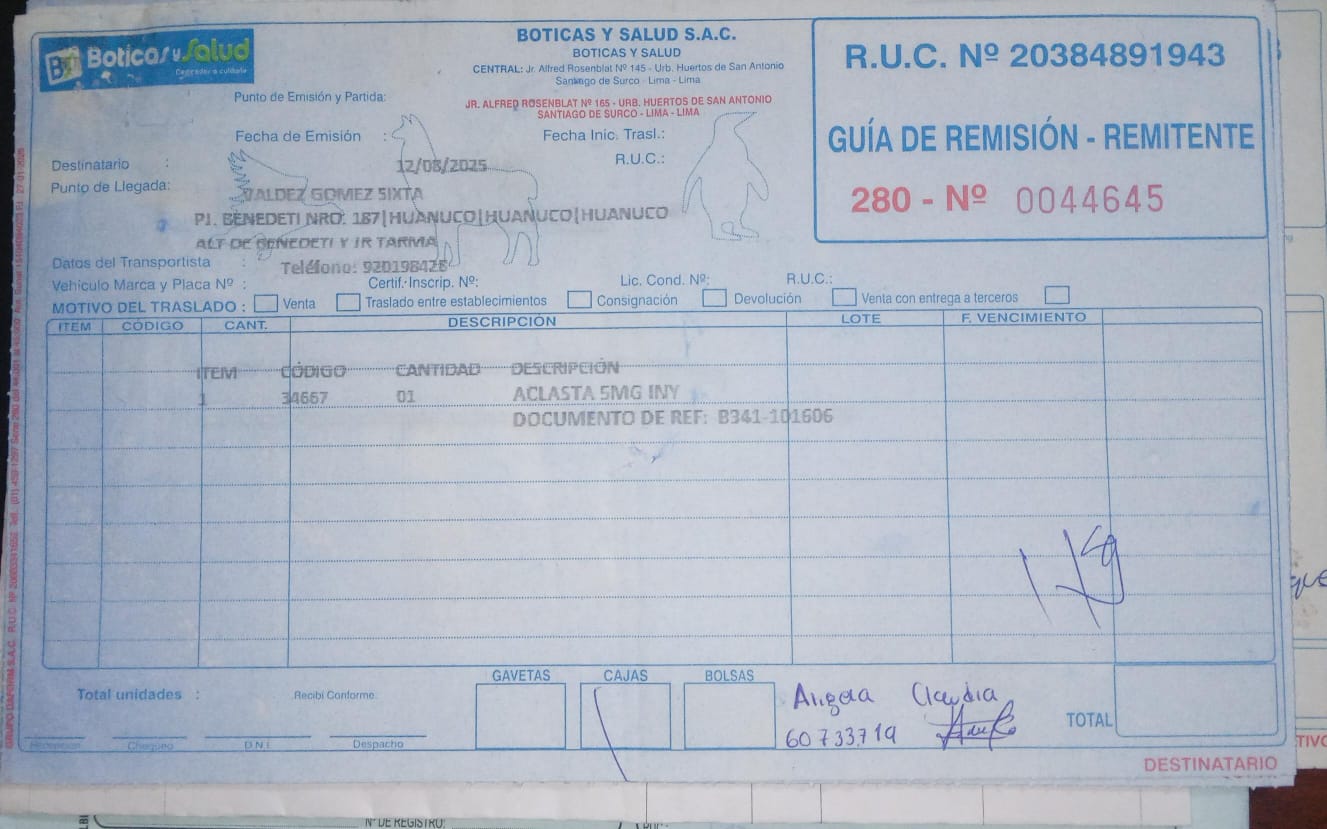 Boticas y Salud
BOTICAS Y SALUD S.A.C.
BOTICAS Y SALUD
CENTRAL: Jr. Alfred Rosenblat Nº 145 - Urb. Huertos de San Antonio
Santiago de Surco - Lima - Lima
R.U.C. Nº 20384891943
GUÍA DE REMISIÓN - REMITENTE
280 - Nº 0044645
Punto de Emisión y Partida:
JR. ALFRED ROSENBLAT Nº 165 - URB. HUERTOS DE SAN ANTONIO
SANTIAGO DE SURCO - LIMA - LIMA
Fecha de Emisión : Fecha Inic. Trasl.:
Destinatario : 12/08/2025 R.U.C.:
Punto de Llegada: VALDEZ GOMEZ SIXTA
PJ. BENEDETI NRO: 187|HUANUCO|HUANUCO|HUANUCO
ALT DE BENEDETI Y JR TARMA
Datos del Transportista : Teléfono: 920198428
Vehículo Marca y Placa Nº : Certif. Inscrip. Nº: Lic. Cond. Nº: R.U.C.:
MOTIVO DEL TRASLADO : Venta Traslado entre establecimientos Consignación Devolución Venta con entrega a terceros
ITEM CÓDIGO CANT. DESCRIPCIÓN LOTE F. VENCIMIENTO
ITEM CÓDIGO CANTIDAD DESCRIPCIÓN
1 34667 01 ACLASTA 5MG INY
DOCUMENTO DE REF: B341-101606
Kg
Total unidades : Recibí Conforme: GAVETAS CAJAS BOLSAS
Angela Claudia
60733719
TOTAL
Recepción Chequeo D.N.I. Despacho
DESTINATARIO
Nº DE REGISTRO: